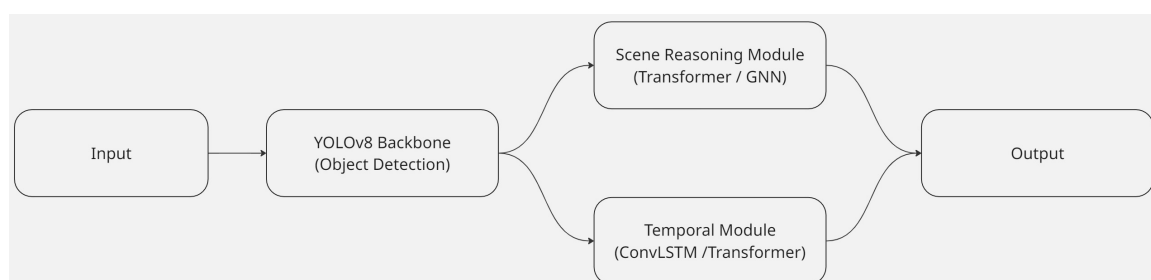 Input
YOLOv8 Backbone
(Object Detection)
Scene Reasoning Module
(Transformer / GNN)
Temporal Module
(ConvLSTM /Transformer)
Output